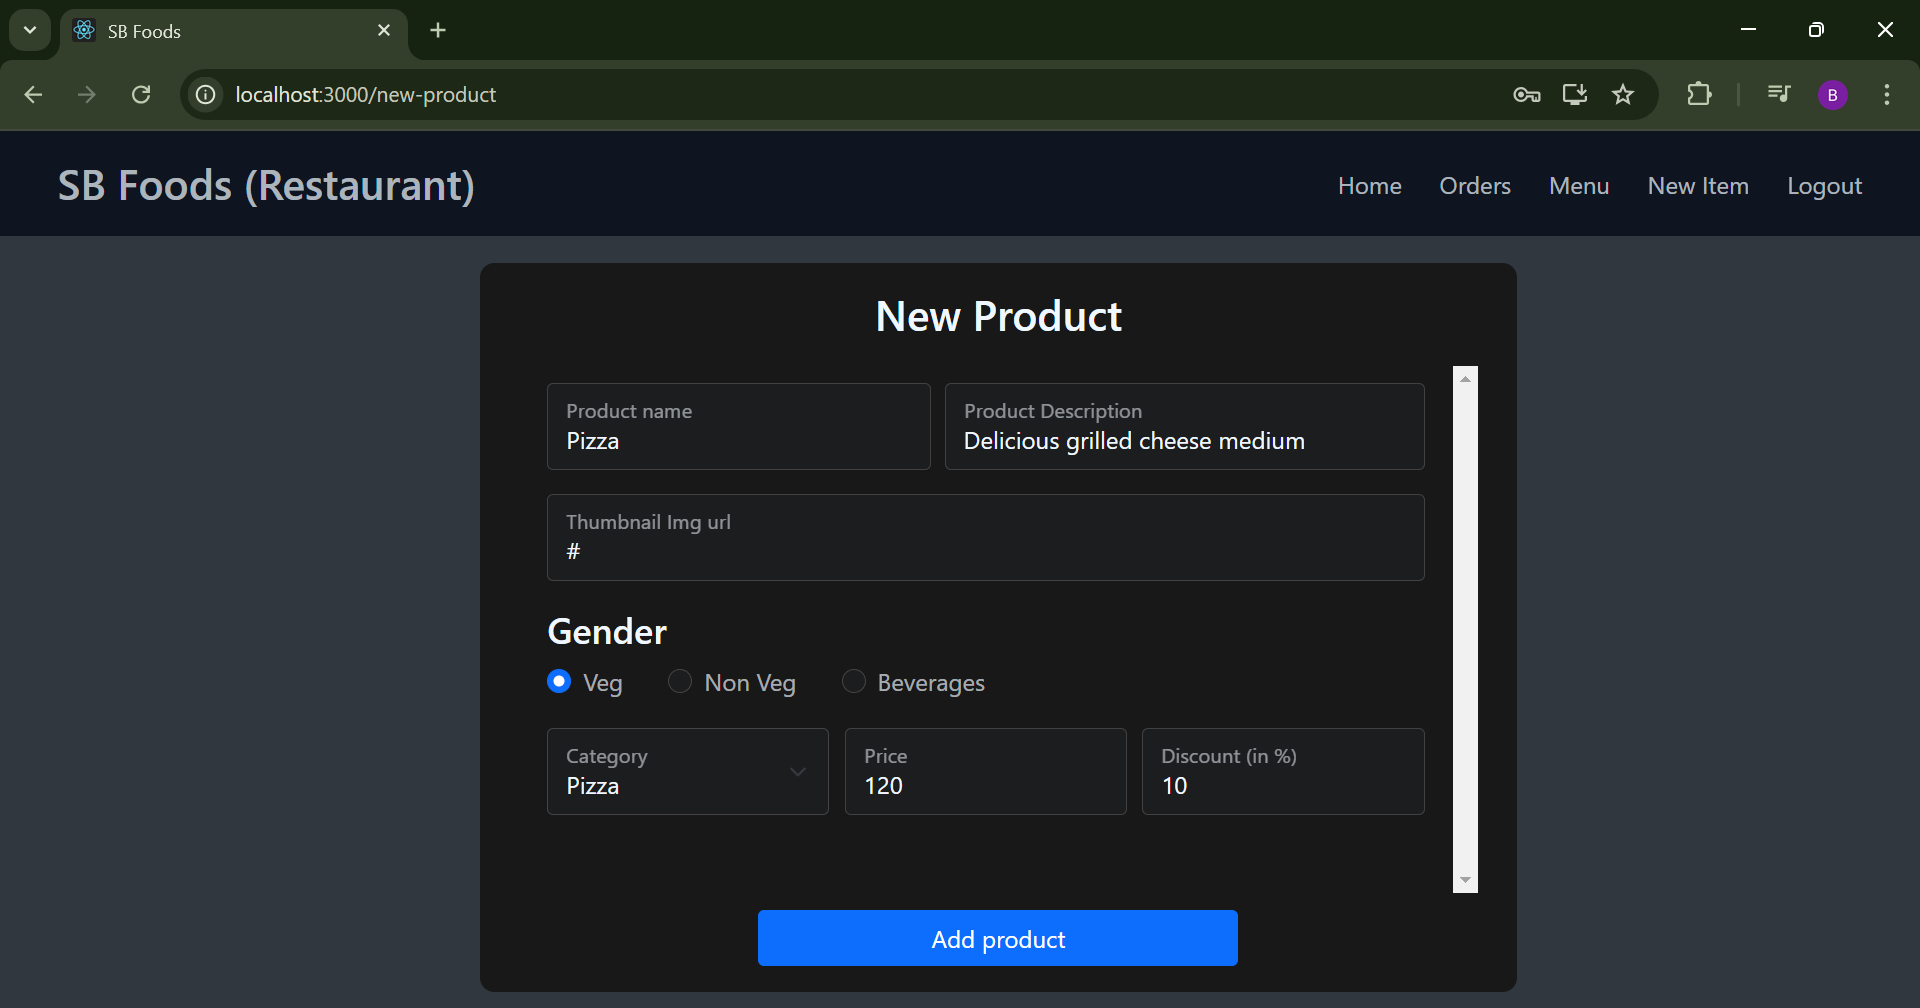 SB Foods
localhost:3000/new-product
B
SB Foods (Restaurant)
Home Orders Menu New Item Logout
New Product
Product name
Pizza
Product Description
Delicious grilled cheese medium
Thumbnail Img url
#
Gender
Veg Non Veg Beverages
Category
Pizza
Price
120
Discount (in %)
10
Add product